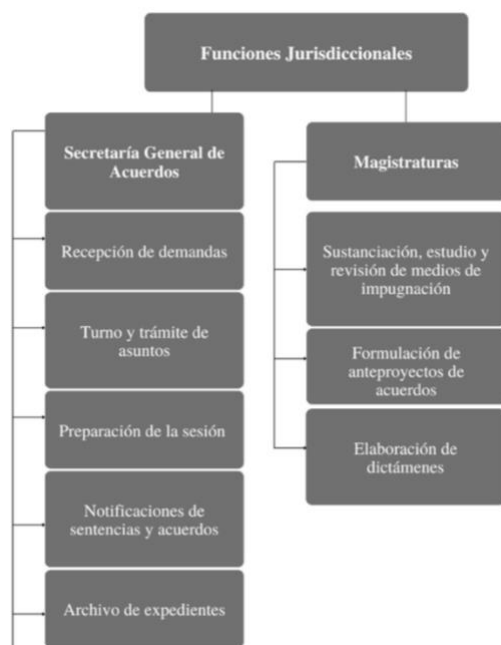 Funciones Jurisdiccionales
Secretaría General de
Acuerdos
Recepción de demandas
Turno y trámite de
asuntos
Preparación de la sesión
Notificaciones de
sentencias y acuerdos
Archivo de expedientes
Magistraturas
Sustanciación, estudio y
revisión de medios de
impugnación
Formulación de
anteproyectos de
acuerdos
Elaboración de
dictámenes